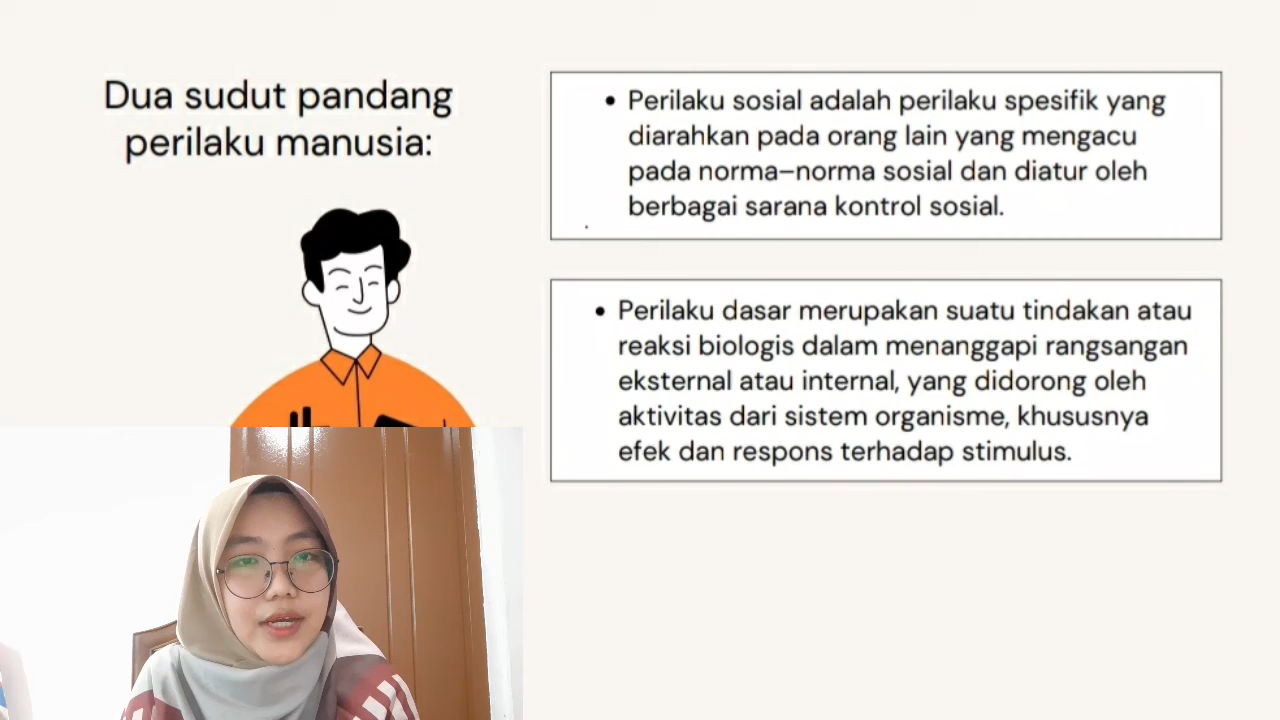 Dua sudut pandang
perilaku manusia:
• Perilaku sosial adalah perilaku spesifik yang
diarahkan pada orang lain yang mengacu
pada norma–norma sosial dan diatur oleh
berbagai sarana kontrol sosial.
• Perilaku dasar merupakan suatu tindakan atau
reaksi biologis dalam menanggapi rangsangan
eksternal atau internal, yang didorong oleh
aktivitas dari sistem organisme, khususnya
efek dan respons terhadap stimulus.